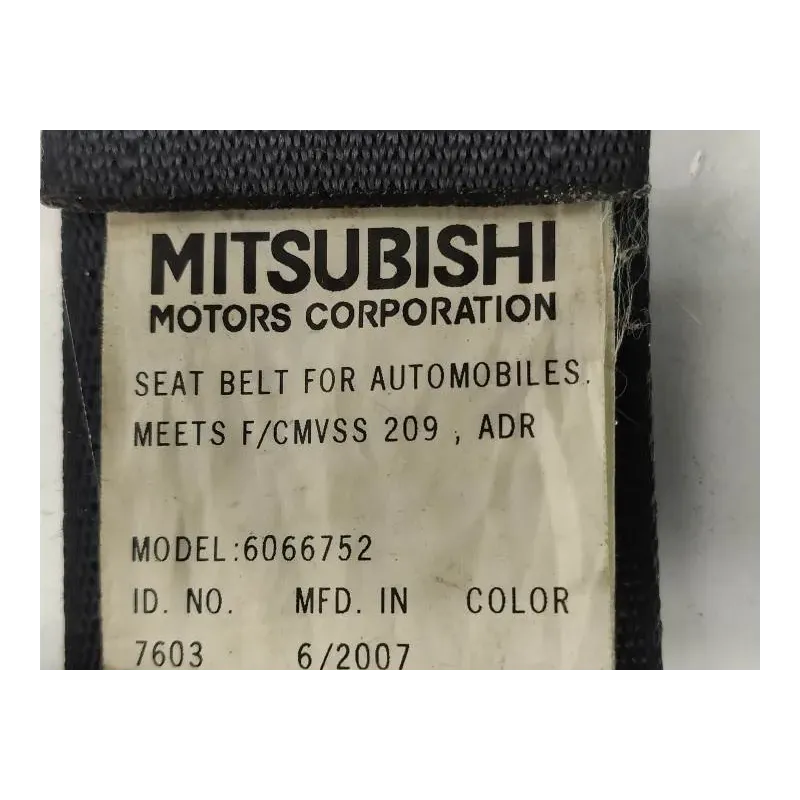 MITSUBISHI
MOTORS CORPORATION
SEAT BELT FOR AUTOMOBILES.
MEETS F/CMVSS 209 , ADR
MODEL:6066752
ID. NO. MFD. IN COLOR
7603 6/2007